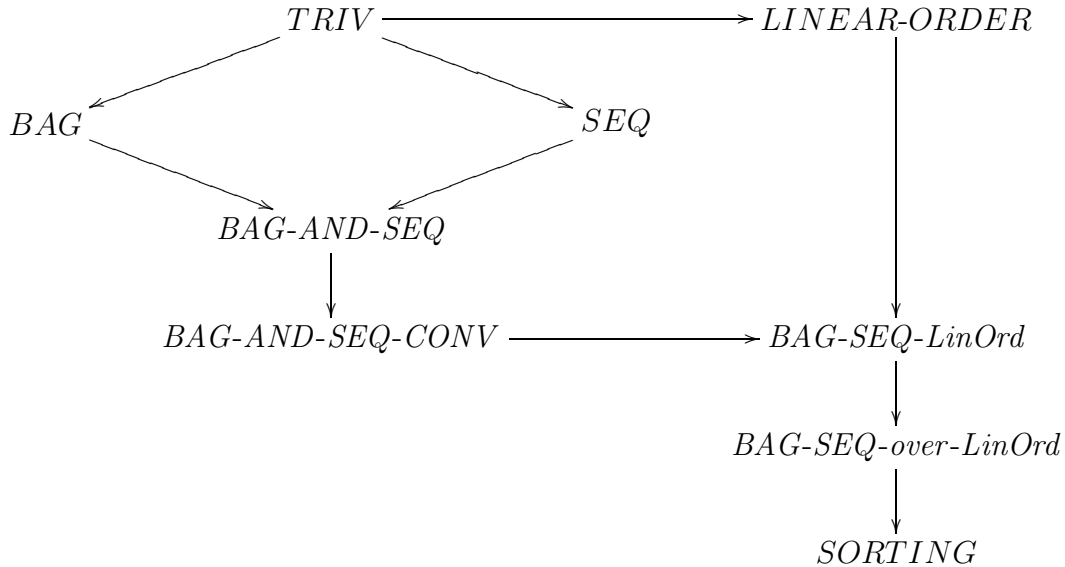 TRIV LINEAR-ORDER
BAG SEQ
BAG-AND-SEQ
BAG-AND-SEQ-CONV BAG-SEQ-LinOrd
BAG-SEQ-over-LinOrd
SORTING